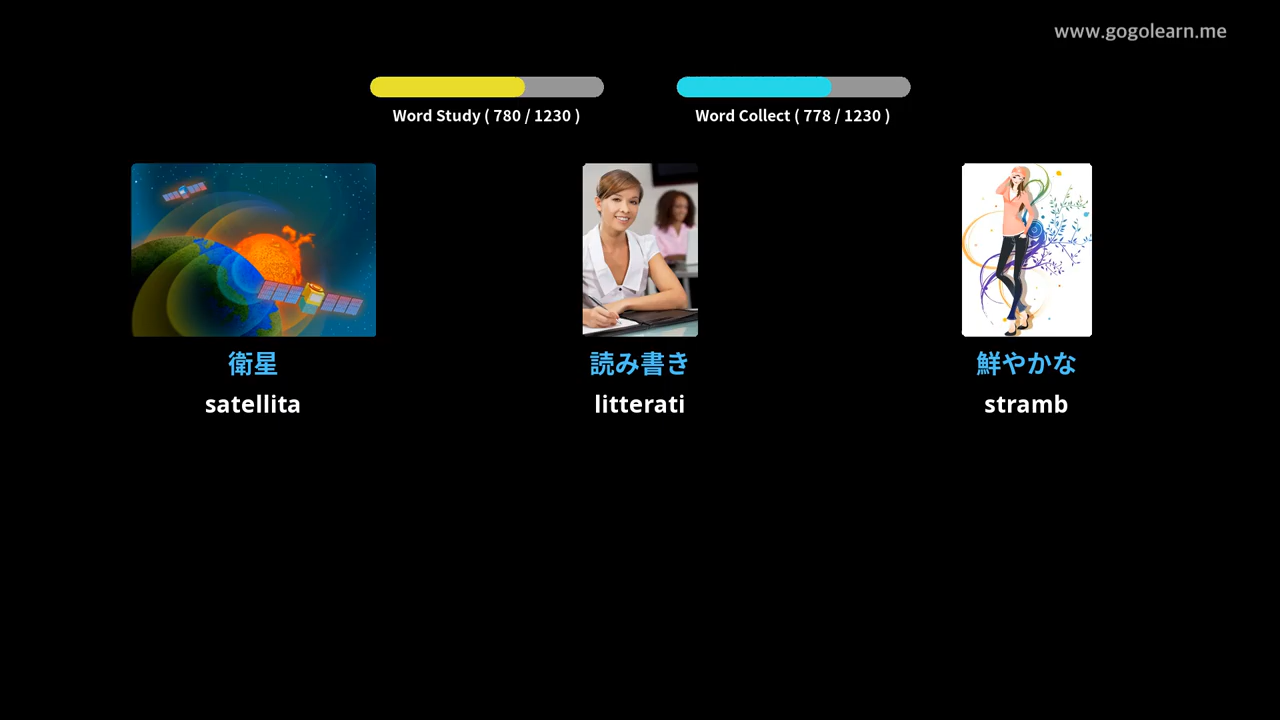 www.gogolearn.me
Word Study ( 780 / 1230 )
Word Collect ( 778 / 1230 )
衛星
読み書き
鮮やかな
satellita
litterati
stramb